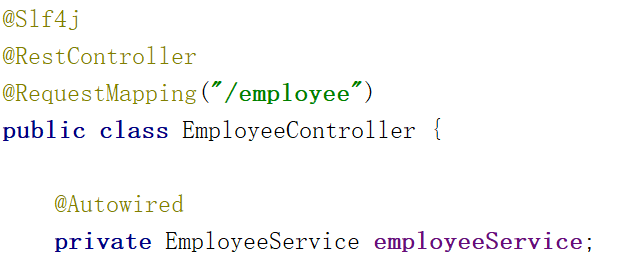 @Slf4j
@RestController
@RequestMapping("/employee")
public class EmployeeController {
@Autowired
private EmployeeService employeeService;